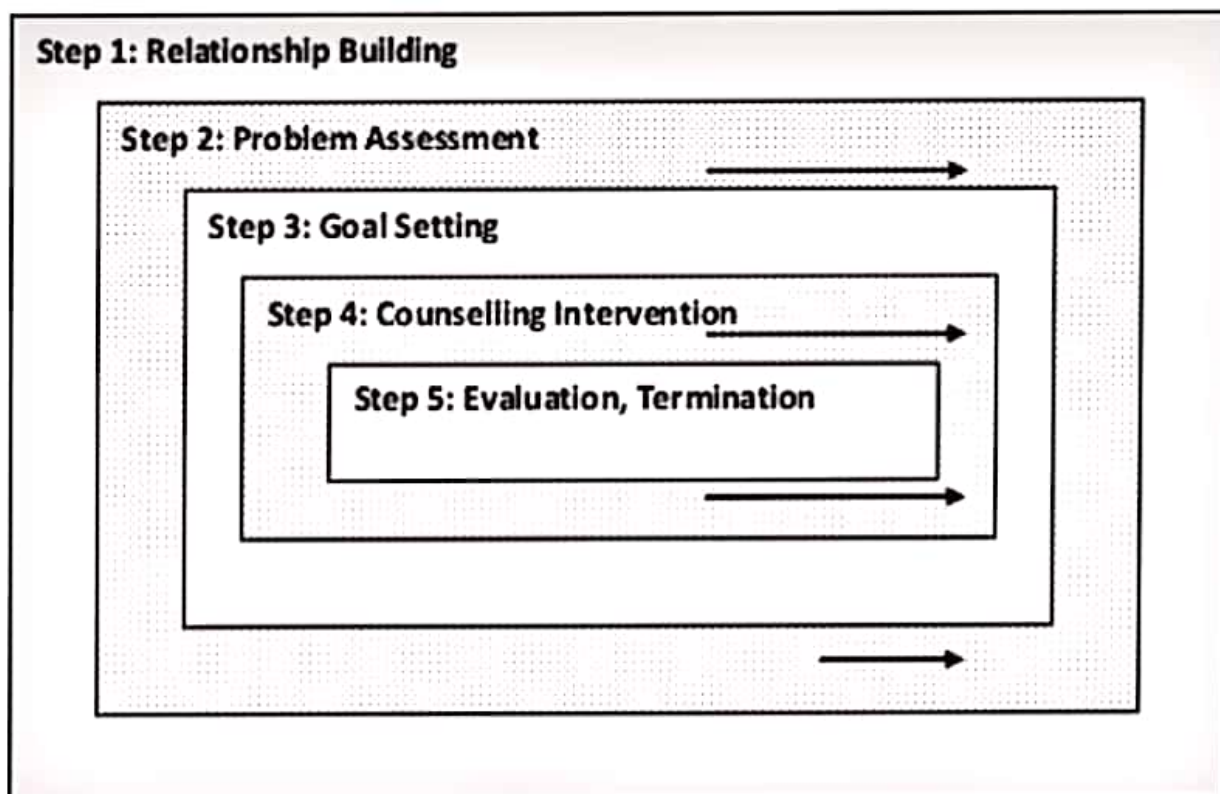 Step 1: Relationship Building
Step 2: Problem Assessment
Step 3: Goal Setting
Step 4: Counselling Intervention
Step 5: Evaluation, Termination